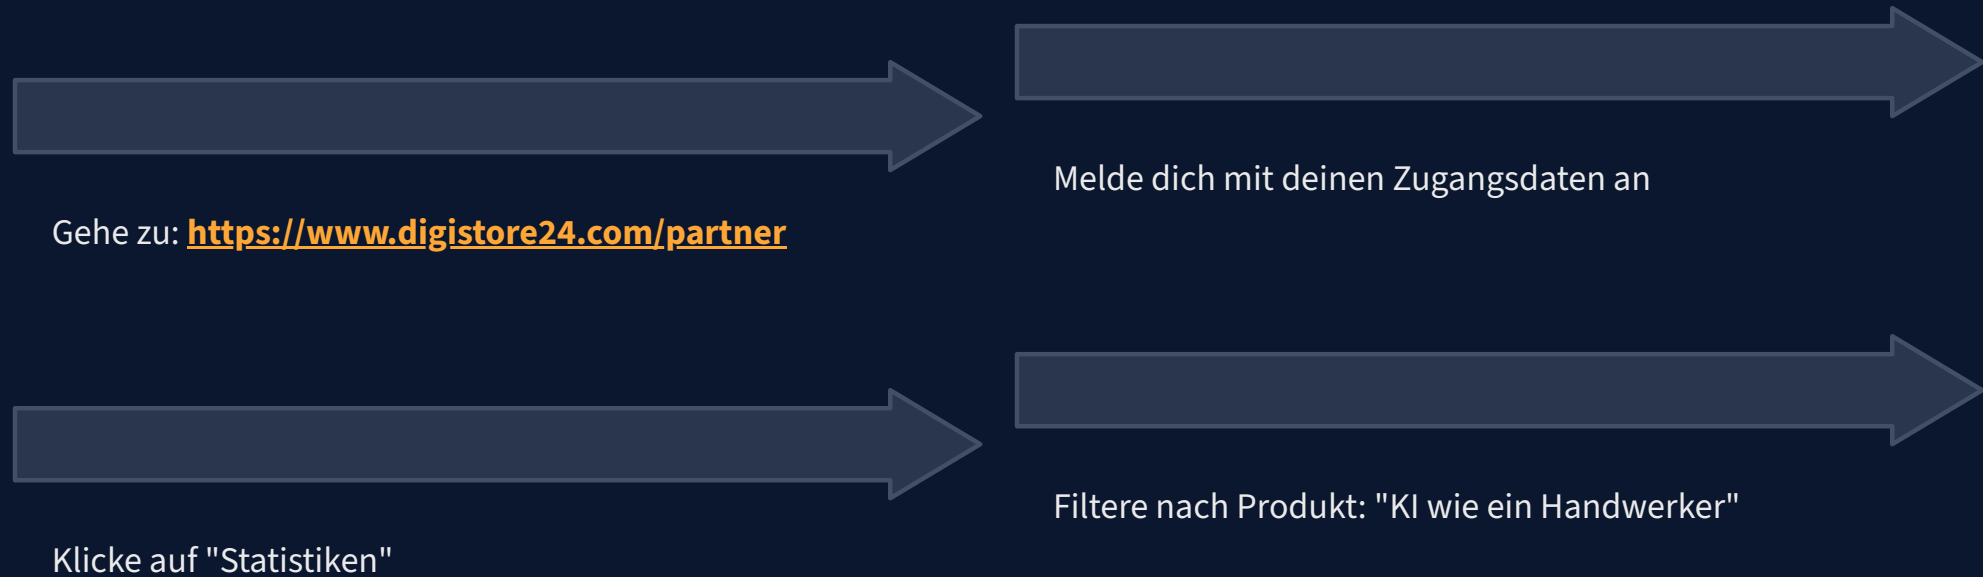 Gehe zu: https://www.digistore24.com/partner
Melde dich mit deinen Zugangsdaten an
Klicke auf "Statistiken"
Filtere nach Produkt: "KI wie ein Handwerker"